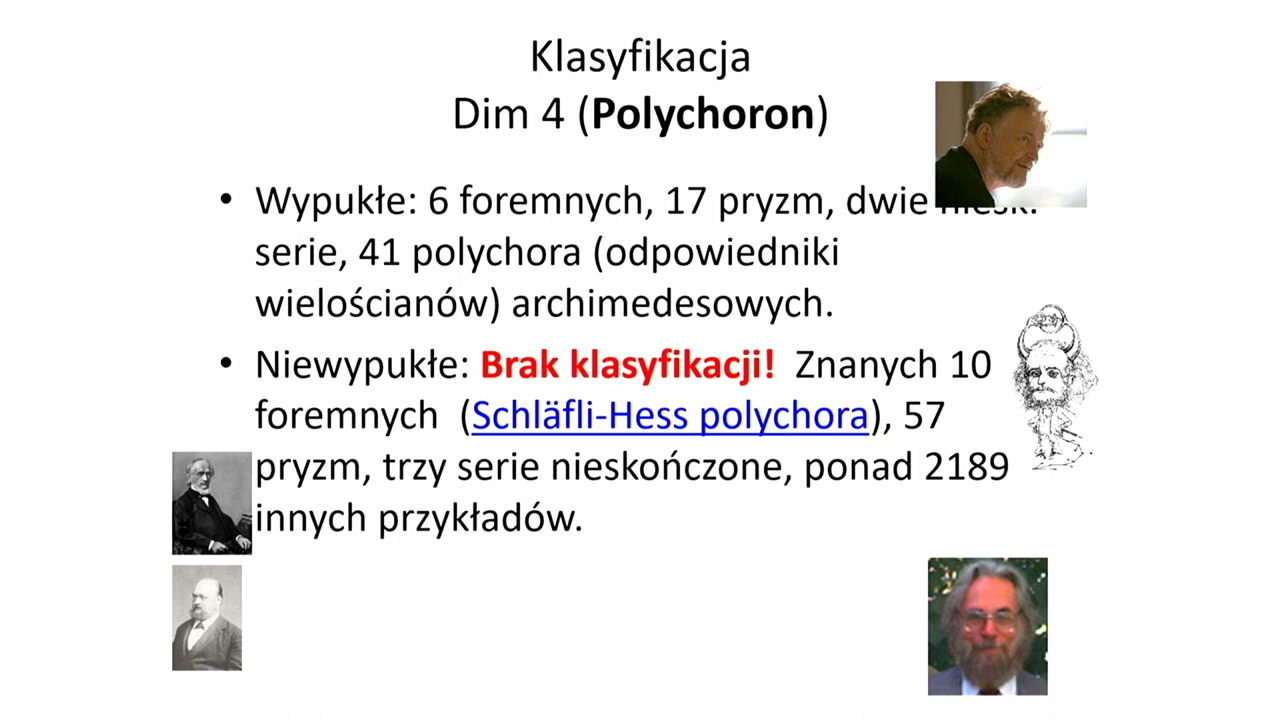 Klasyfikacja
Dim 4 (Polychoron)
• Wypukłe: 6 foremnych, 17 pryzm, dwie
serie, 41 polychora (odpowiedniki
wielościanów) archimedesowych.
• Niewypukłe: Brak klasyfikacji! Znanych 10
foremnych (Schläfli-Hess polychora), 57
pryzm, trzy serie nieskończone, ponad 2189
innych przykładów.